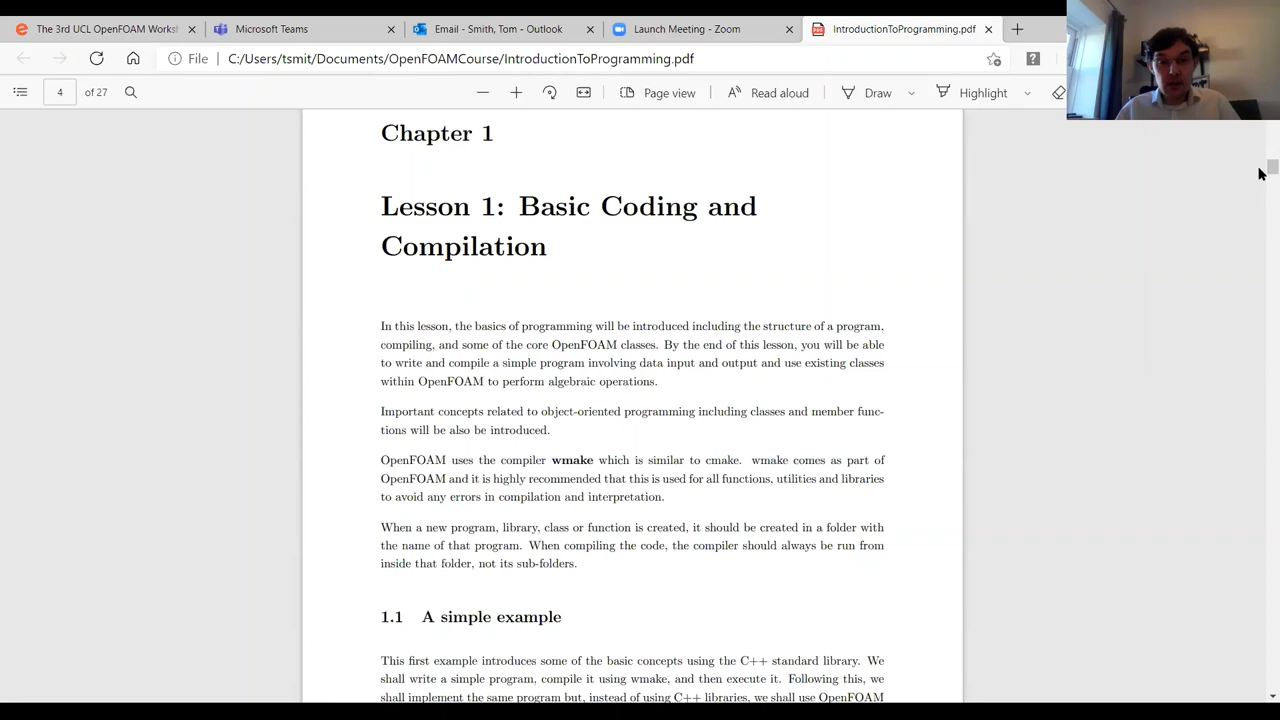 The 3rd UCL OpenFOAM Worksh
Microsoft Teams
Email - Smith, Tom - Outlook
Launch Meeting - Zoom
IntroductionToProgramming.pdf
File
C:/Users/tsmit/Documents/OpenFOAMCourse/IntroductionToProgramming.pdf
4 of 27
Page view
Read aloud
Draw
Highlight
Chapter 1
Lesson 1: Basic Coding and
Compilation
In this lesson, the basics of programming will be introduced including the structure of a program,
compiling, and some of the core OpenFOAM classes. By the end of this lesson, you will be able
to write and compile a simple program involving data input and output and use existing classes
within OpenFOAM to perform algebraic operations.
Important concepts related to object-oriented programming including classes and member func-
tions will be also be introduced.
OpenFOAM uses the compiler wmake which is similar to cmake. wmake comes as part of
OpenFOAM and it is highly recommended that this is used for all functions, utilities and libraries
to avoid any errors in compilation and interpretation.
When a new program, library, class or function is created, it should be created in a folder with
the name of that program. When compiling the code, the compiler should always be run from
inside that folder, not its sub-folders.
1.1 A simple example
This first example introduces some of the basic concepts using the C++ standard library. We
shall write a simple program, compile it using wmake, and then execute it. Following this, we
shall implement the same program but, instead of using C++ libraries, we shall use OpenFOAM